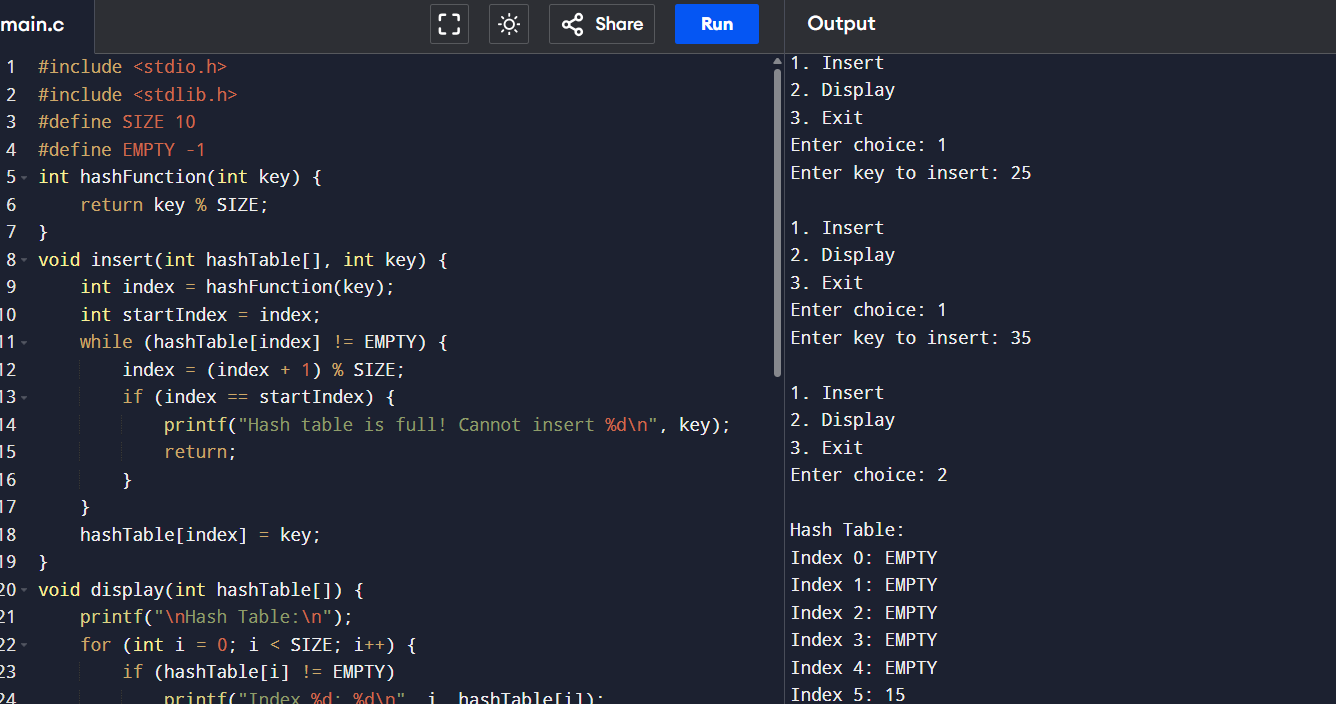 main.c
Share
Run
Output
1 #include <stdio.h>
2 #include <stdlib.h>
3 #define SIZE 10
4 #define EMPTY -1
5 int hashFunction(int key) {
6     return key % SIZE;
7 }
8 void insert(int hashTable[], int key) {
9     int index = hashFunction(key);
10     int startIndex = index;
11     while (hashTable[index] != EMPTY) {
12         index = (index + 1) % SIZE;
13         if (index == startIndex) {
14             printf("Hash table is full! Cannot insert %d\n", key);
15             return;
16         }
17     }
18     hashTable[index] = key;
19 }
20 void display(int hashTable[]) {
21     printf("\nHash Table:\n");
22     for (int i = 0; i < SIZE; i++) {
23         if (hashTable[i] != EMPTY)
24             printf("Index %d: %d\n", i, hashTable[i]);
1. Insert
2. Display
3. Exit
Enter choice: 1
Enter key to insert: 25
1. Insert
2. Display
3. Exit
Enter choice: 1
Enter key to insert: 35
1. Insert
2. Display
3. Exit
Enter choice: 2
Hash Table:
Index 0: EMPTY
Index 1: EMPTY
Index 2: EMPTY
Index 3: EMPTY
Index 4: EMPTY
Index 5: 15